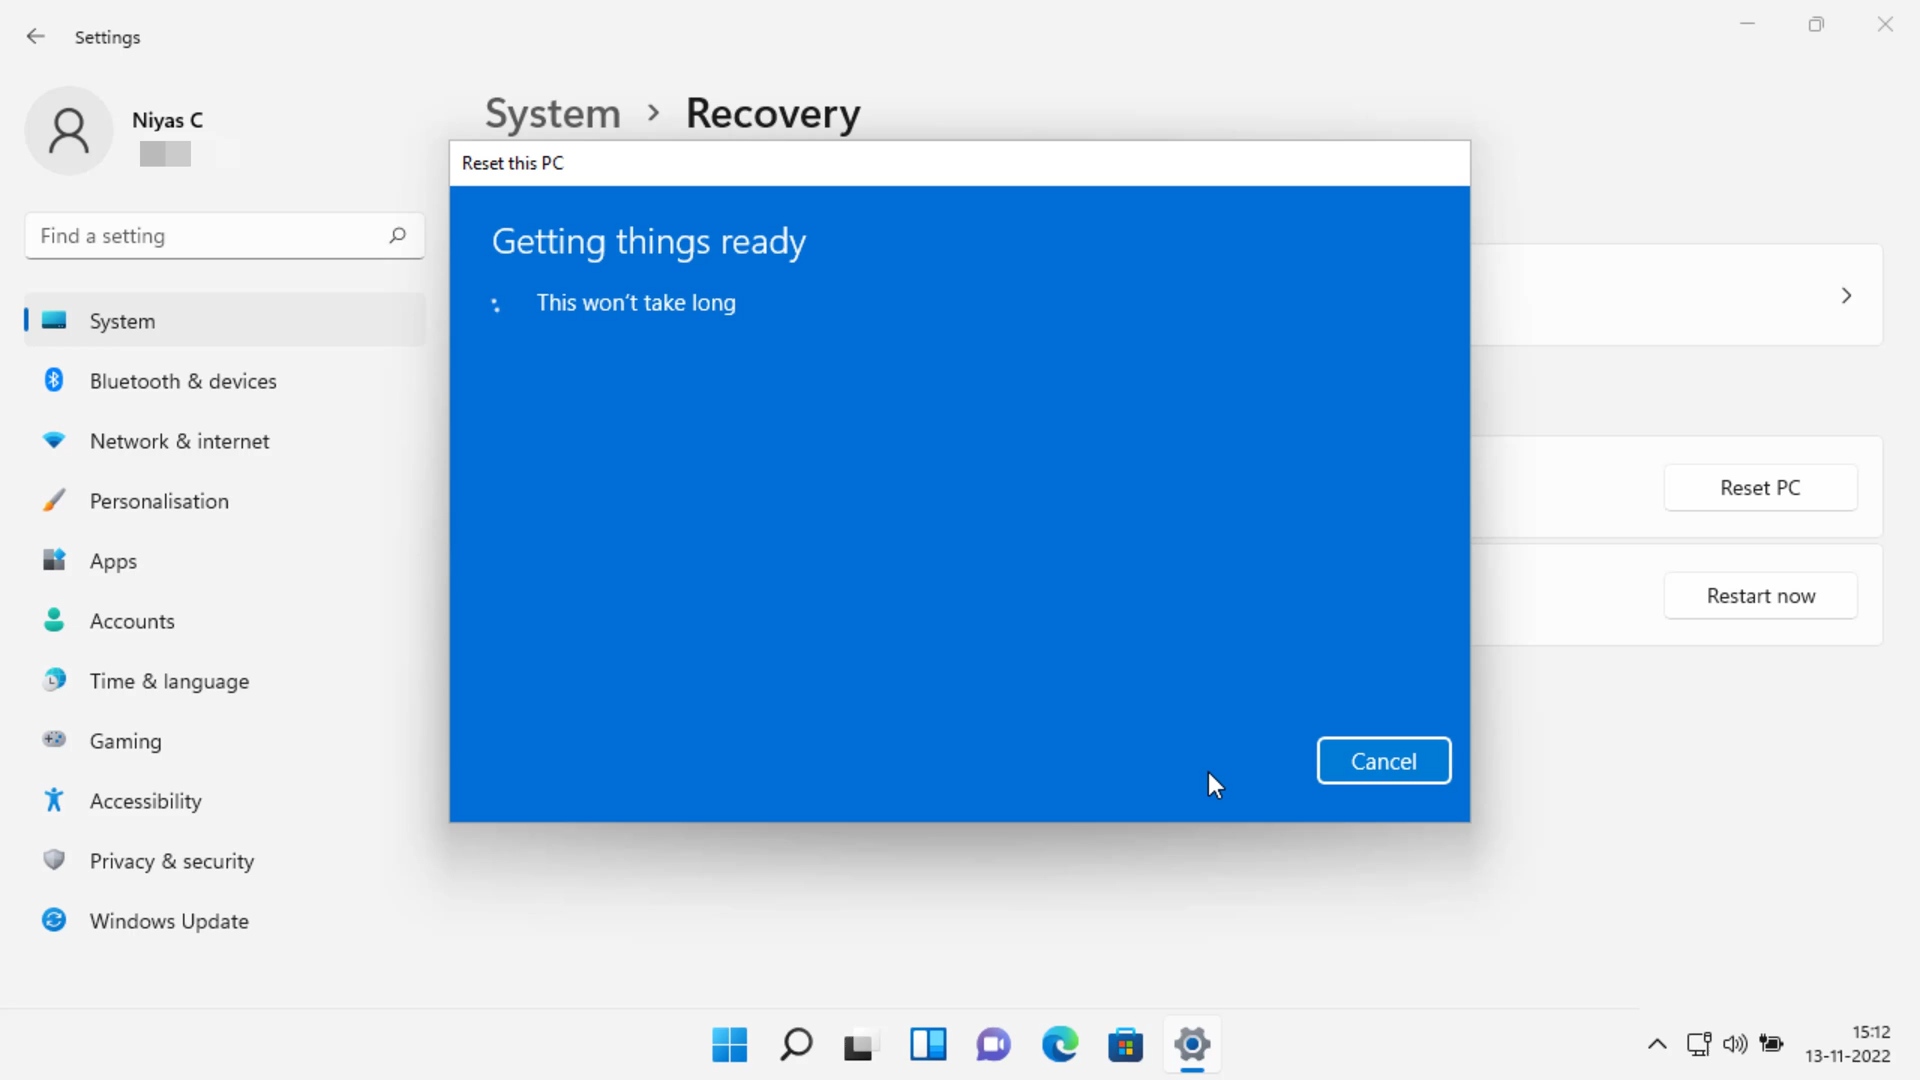 Settings
Niyas C
Find a setting
System
Bluetooth & devices
Network & internet
Personalisation
Apps
Accounts
Time & language
Gaming
Accessibility
Privacy & security
Windows Update
System > Recovery
Reset this PC
Getting things ready
This won't take long
Cancel
Reset PC
Restart now
15:12
13-11-2022